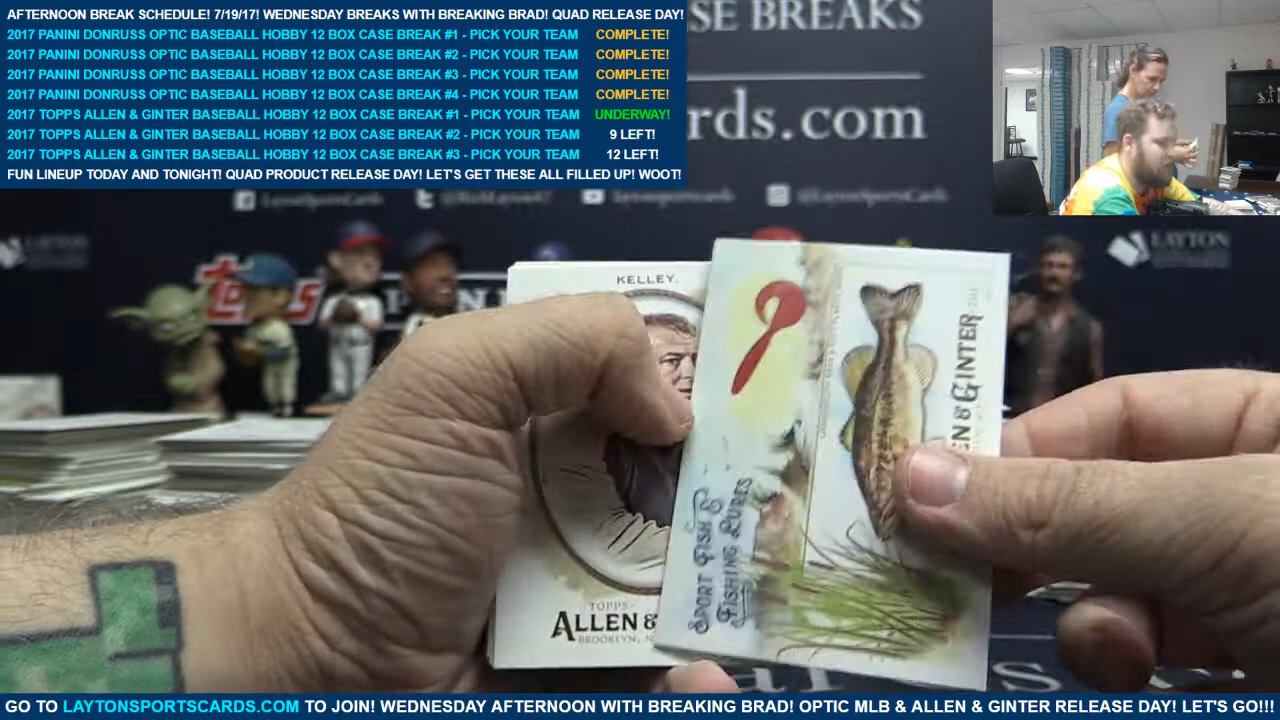 AFTERNOON BREAK SCHEDULE! 7/19/17! WEDNESDAY BREAKS WITH BREAKING BRAD! QUAD RELEASE DAY!
2017 PANINI DONRUSS OPTIC BASEBALL HOBBY 12 BOX CASE BREAK #1 - PICK YOUR TEAM COMPLETE!
2017 PANINI DONRUSS OPTIC BASEBALL HOBBY 12 BOX CASE BREAK #2 - PICK YOUR TEAM COMPLETE!
2017 PANINI DONRUSS OPTIC BASEBALL HOBBY 12 BOX CASE BREAK #3 - PICK YOUR TEAM COMPLETE!
2017 PANINI DONRUSS OPTIC BASEBALL HOBBY 12 BOX CASE BREAK #4 - PICK YOUR TEAM COMPLETE!
2017 TOPPS ALLEN & GINTER BASEBALL HOBBY 12 BOX CASE BREAK #1 - PICK YOUR TEAM UNDERWAY!
2017 TOPPS ALLEN & GINTER BASEBALL HOBBY 12 BOX CASE BREAK #2 - PICK YOUR TEAM 9 LEFT!
2017 TOPPS ALLEN & GINTER BASEBALL HOBBY 12 BOX CASE BREAK #3 - PICK YOUR TEAM 12 LEFT!
FUN LINEUP TODAY AND TONIGHT! QUAD PRODUCT RELEASE DAY! LET'S GET THESE ALL FILLED UP! WOOT!
SE BREAKS
rds.com
LaytonSportsCards
LAYTON
topps
KELLEY
EN & GINTER
SPORT FISH &
FISHING LURES
TOPPS
ALLEN &
BROOKLYN, N
GO TO LAYTONSPORTSCARDS.COM TO JOIN! WEDNESDAY AFTERNOON WITH BREAKING BRAD! OPTIC MLB & ALLEN & GINTER RELEASE DAY! LET'S GO!!!